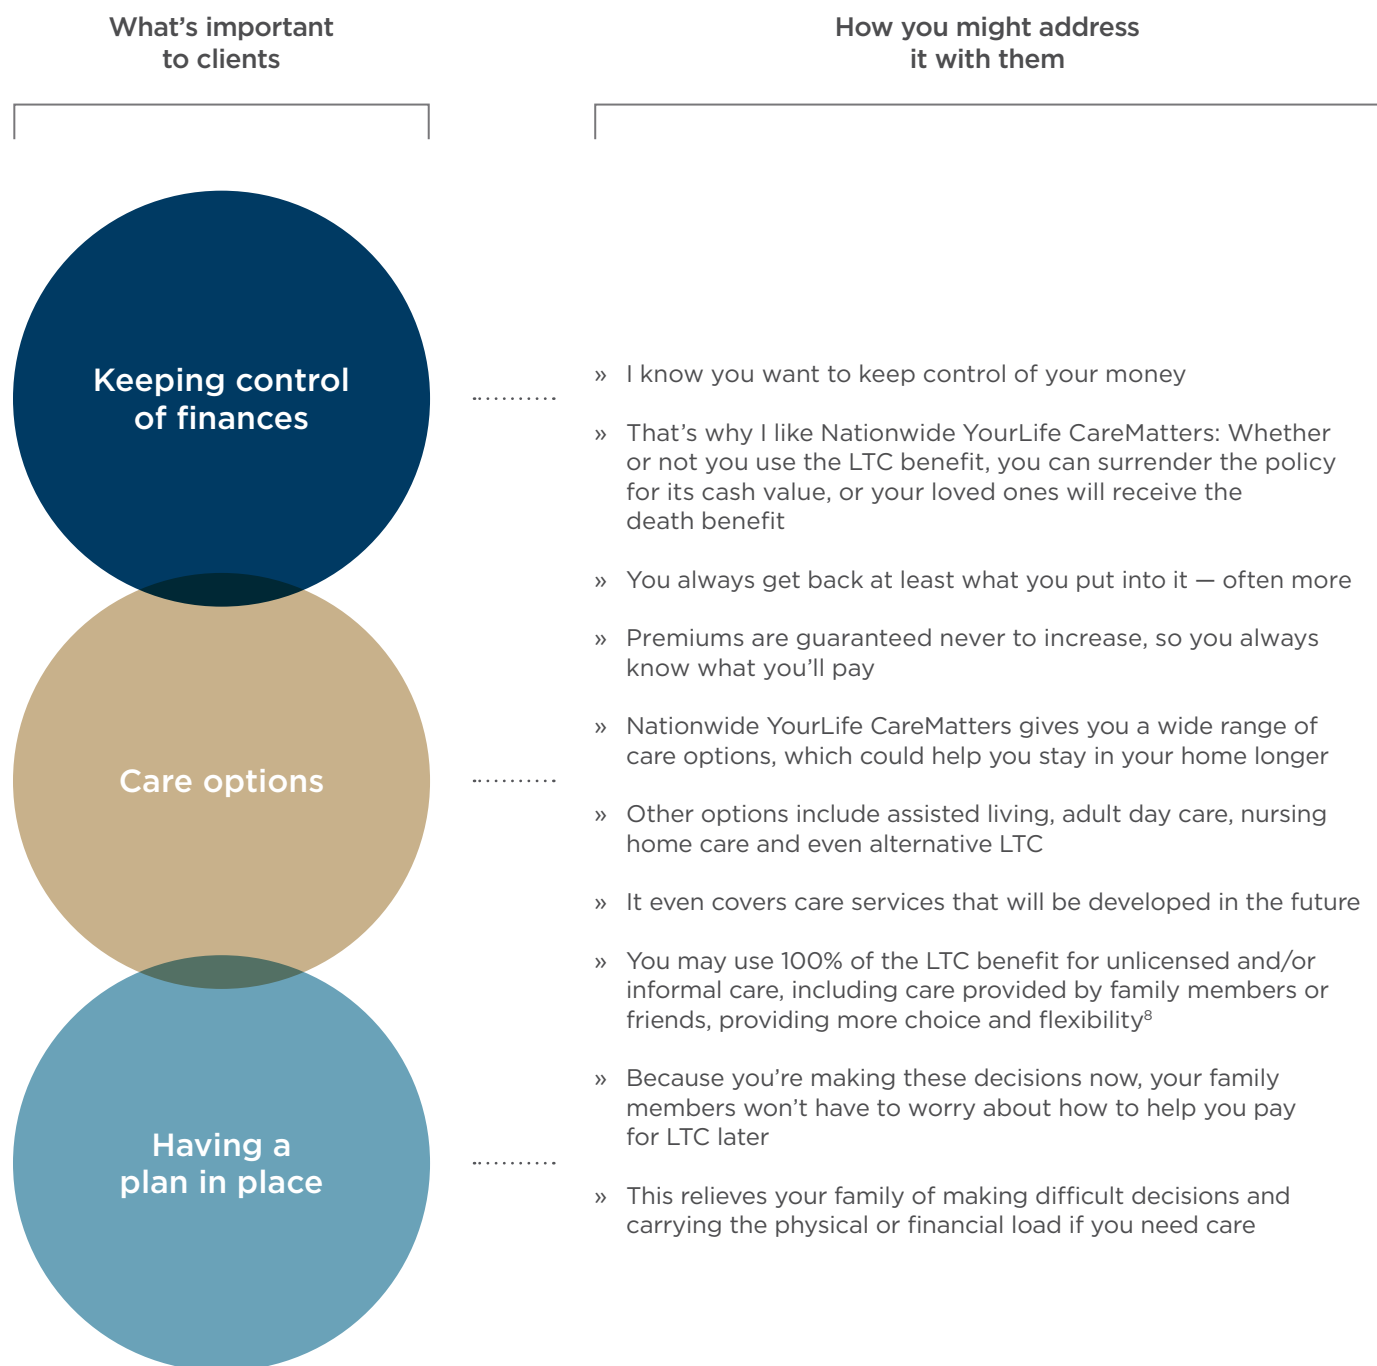 What's important
to clients
How you might address
it with them
Keeping control
of finances
» I know you want to keep control of your money
» That's why I like Nationwide YourLife CareMatters: Whether
or not you use the LTC benefit, you can surrender the policy
for its cash value, or your loved ones will receive the
death benefit
» You always get back at least what you put into it — often more
» Premiums are guaranteed never to increase, so you always
know what you'll pay
Care options
» Nationwide YourLife CareMatters gives you a wide range of
care options, which could help you stay in your home longer
» Other options include assisted living, adult day care, nursing
home care and even alternative LTC
» It even covers care services that will be developed in the future
» You may use 100% of the LTC benefit for unlicensed and/or
informal care, including care provided by family members or
friends, providing more choice and flexibility⁸
Having a
plan in place
» Because you're making these decisions now, your family
members won't have to worry about how to help you pay
for LTC later
» This relieves your family of making difficult decisions and
carrying the physical or financial load if you need care